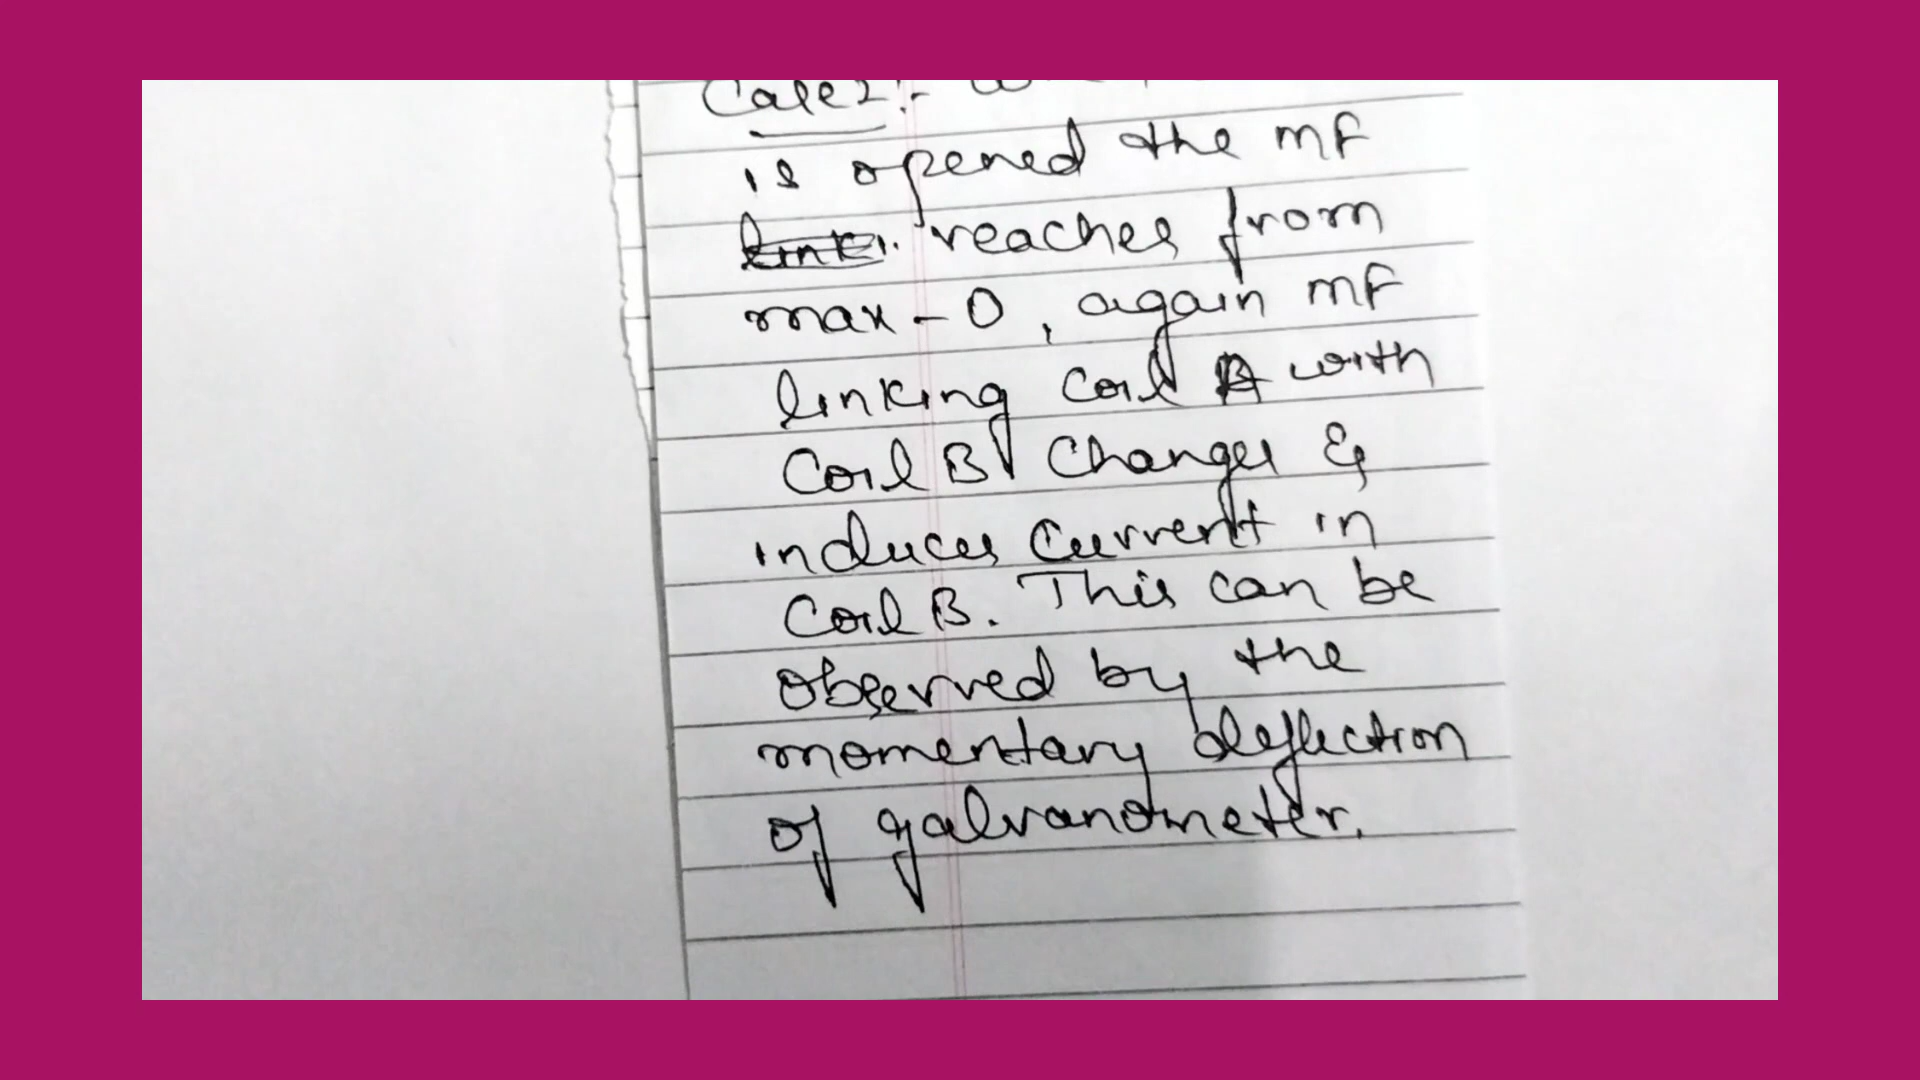 Case2:-
is opened the MF
reaches from
max - 0, again MF
linking Coil A with
Coil B Changes &
induces Current in
Coil B. This can be
observed by the
momentary deflection
of galvanometer.